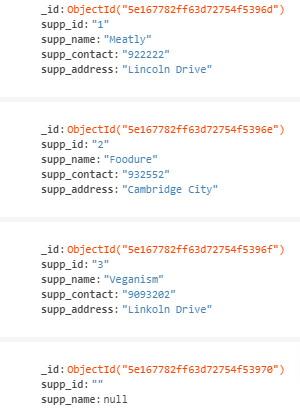 _id: ObjectId("5e167782ff63d72754f5396d")
supp_id: "1"
supp_name: "Meatly"
supp_contact: "922222"
supp_address: "Lincoln Drive"
_id: ObjectId("5e167782ff63d72754f5396e")
supp_id: "2"
supp_name: "Foodure"
supp_contact: "932552"
supp_address: "Cambridge City"
_id: ObjectId("5e167782ff63d72754f5396f")
supp_id: "3"
supp_name: "Veganism"
supp_contact: "9093202"
supp_address: "Linkoln Drive"
_id: ObjectId("5e167782ff63d72754f53970")
supp_id: ""
supp_name: null